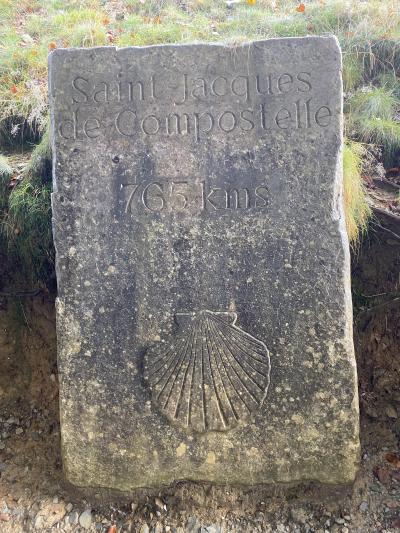 Saint-Jacques
de Compostelle
765 kms